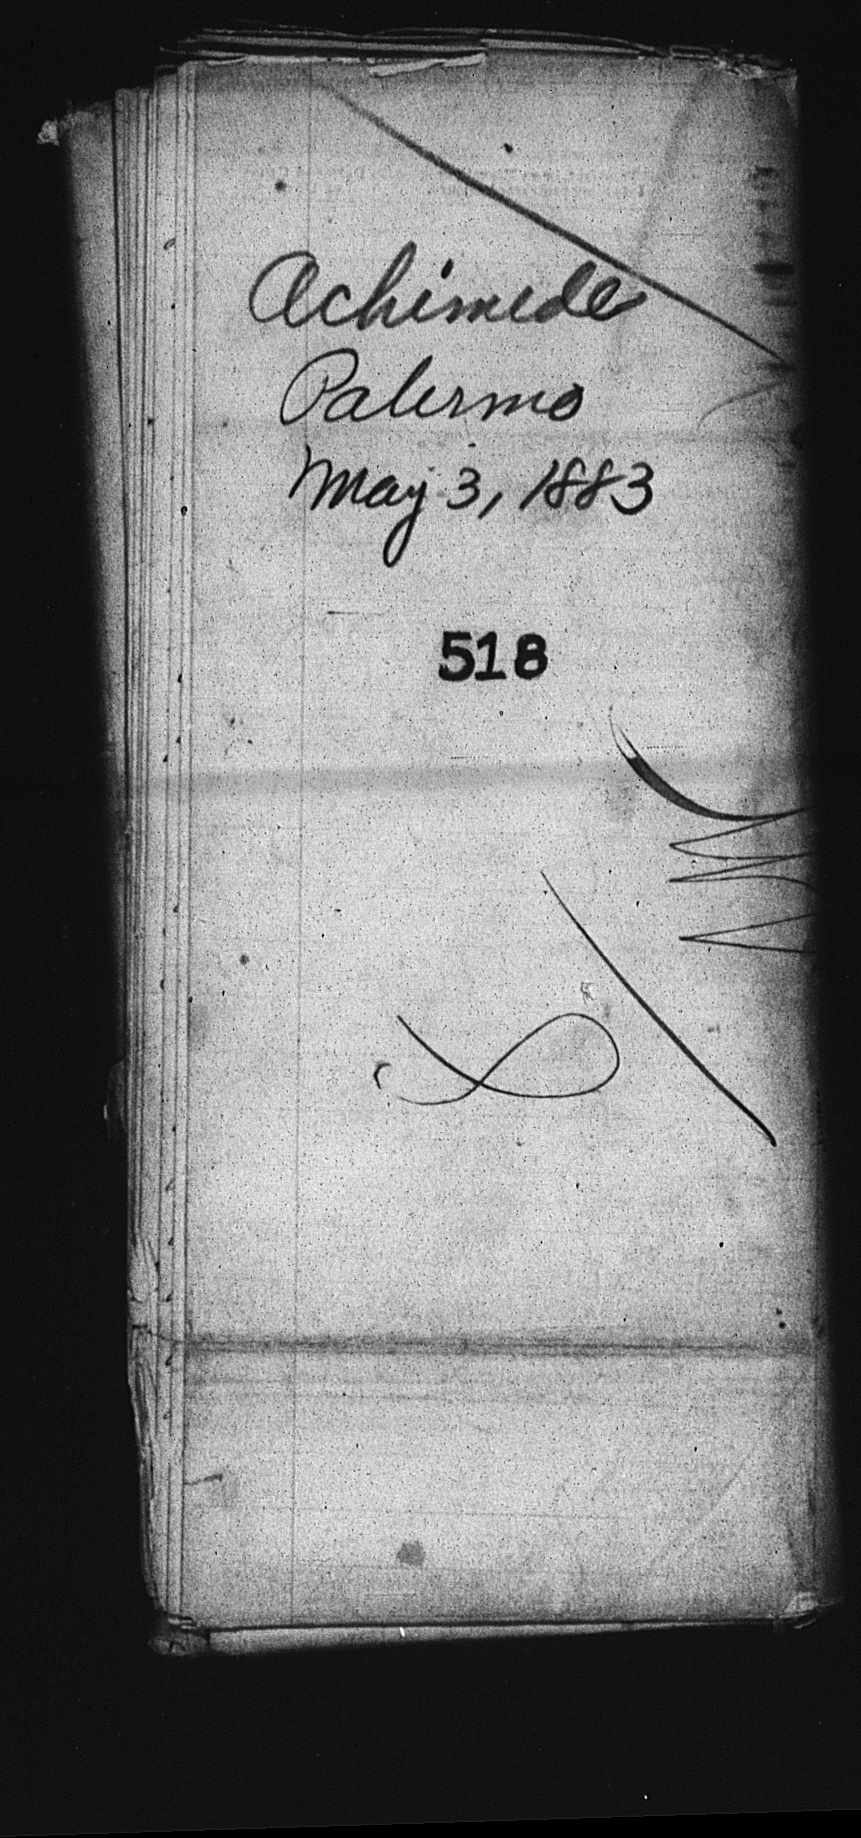 Achimede
Palermo
May 3, 1883
518